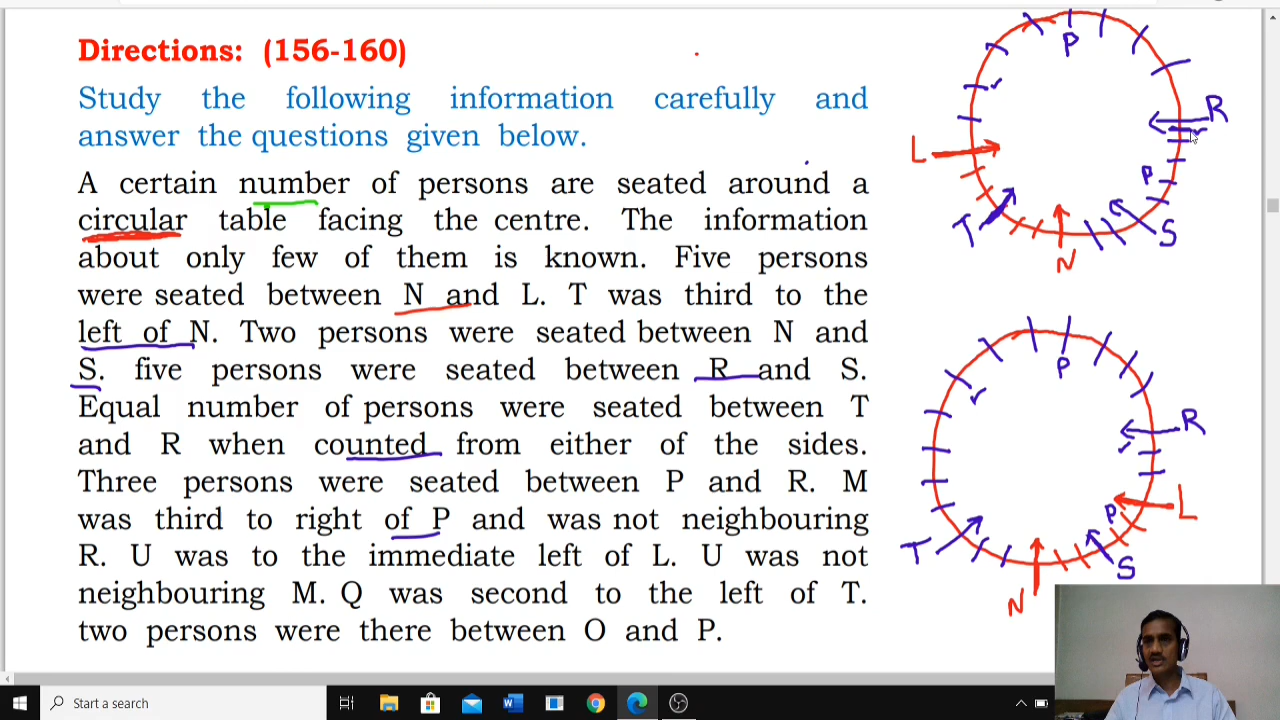 Directions: (156-160)
Study the following information carefully and
answer the questions given below.
A certain number of persons are seated around a
circular table facing the centre. The information
about only few of them is known. Five persons
were seated between N and L. T was third to the
left of N. Two persons were seated between N and
S. five persons were seated between R and S.
Equal number of persons were seated between T
and R when counted from either of the sides.
Three persons were seated between P and R. M
was third to right of P and was not neighbouring
R. U was to the immediate left of L. U was not
neighbouring M. Q was second to the left of T.
two persons were there between O and P.
P
R
L
P
T
S
N
P
R
L
P
T
S
N
Start a search